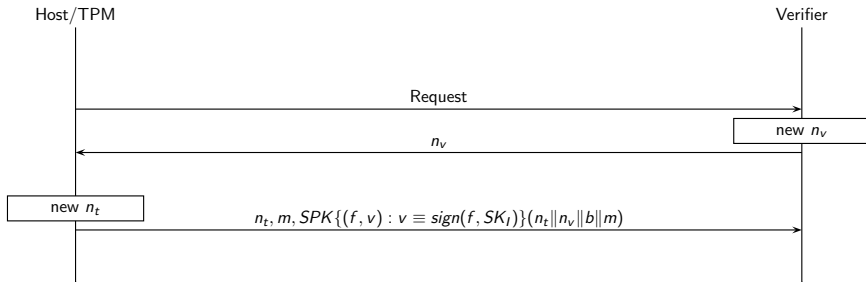 Host/TPM
Verifier
Request
new n_v
n_v
new n_t
n_t, m, SPK{(f, v) : v ≡ sign(f, SK_I)}(n_t‖n_v‖b‖m)